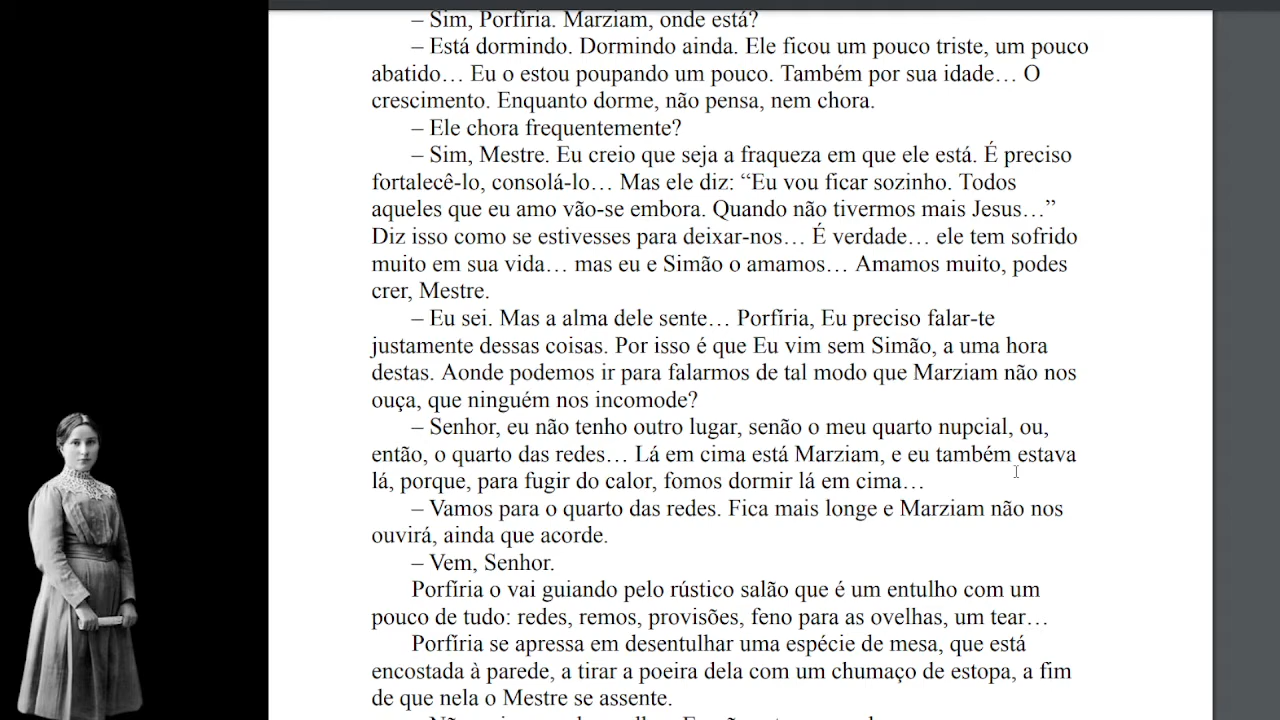 – Sim, Porfíria. Marziam, onde está?
– Está dormindo. Dormindo ainda. Ele ficou um pouco triste, um pouco
abatido… Eu o estou poupando um pouco. Também por sua idade… O
crescimento. Enquanto dorme, não pensa, nem chora.
– Ele chora frequentemente?
– Sim, Mestre. Eu creio que seja a fraqueza em que ele está. É preciso
fortalecê-lo, consolá-lo… Mas ele diz: “Eu vou ficar sozinho. Todos
aqueles que eu amo vão-se embora. Quando não tivermos mais Jesus…”
Diz isso como se estivesses para deixar-nos… É verdade… ele tem sofrido
muito em sua vida… mas eu e Simão o amamos… Amamos muito, podes
crer, Mestre.
– Eu sei. Mas a alma dele sente… Porfíria, Eu preciso falar-te
justamente dessas coisas. Por isso é que Eu vim sem Simão, a uma hora
destas. Aonde podemos ir para falarmos de tal modo que Marziam não nos
ouça, que ninguém nos incomode?
– Senhor, eu não tenho outro lugar, senão o meu quarto nupcial, ou,
então, o quarto das redes… Lá em cima está Marziam, e eu também estava
lá, porque, para fugir do calor, fomos dormir lá em cima…
– Vamos para o quarto das redes. Fica mais longe e Marziam não nos
ouvirá, ainda que acorde.
– Vem, Senhor.
Porfíria o vai guiando pelo rústico salão que é um entulho com um
pouco de tudo: redes, remos, provisões, feno para as ovelhas, um tear…
Porfíria se apressa em desentulhar uma espécie de mesa, que está
encostada à parede, a tirar a poeira dela com um chumaço de estopa, a fim
de que nela o Mestre se assente.